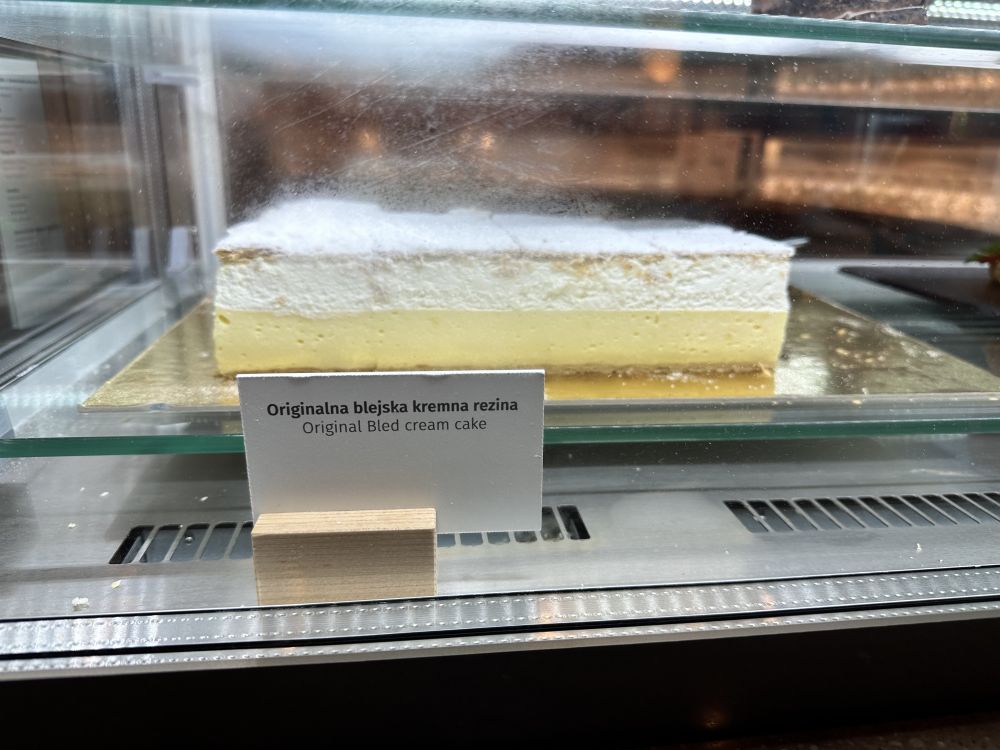 Originalna blejska kremna rezina
Original Bled cream cake